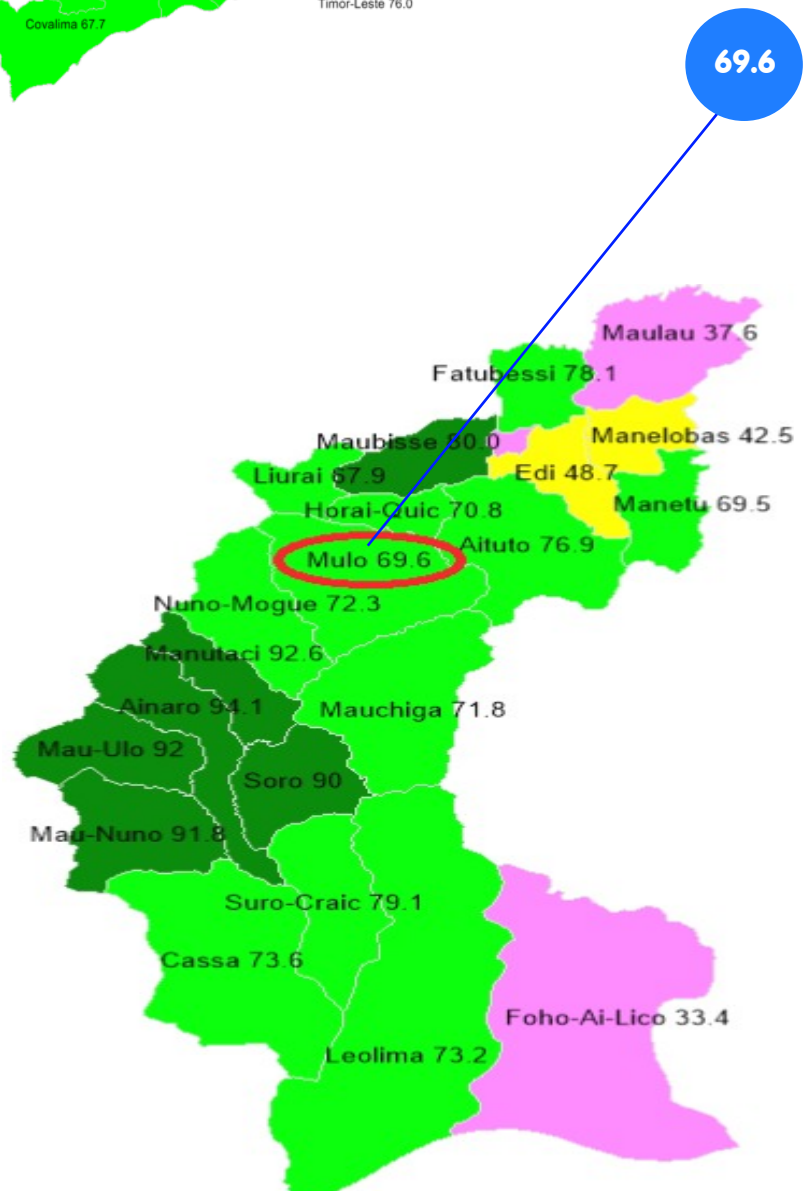 Timor-Leste 76.0
Covalima 67.7
69.6
Maulau 37.6
Fatubessi 78.1
Manelobas 42.5
Maubisse 80.0
Edi 48.7
Liurai 67.9
Manetu 69.5
Horai-Quic 70.8
Aituto 76.9
Mulo 69.6
Nuno-Mogue 72.3
Manutaci 92.6
Ainaro 94.1
Mauchiga 71.8
Mau-Ulo 92
Soro 90
Mau-Nuno 91.8
Suro-Craic 79.1
Cassa 73.6
Foho-Ai-Lico 33.4
Leolima 73.2